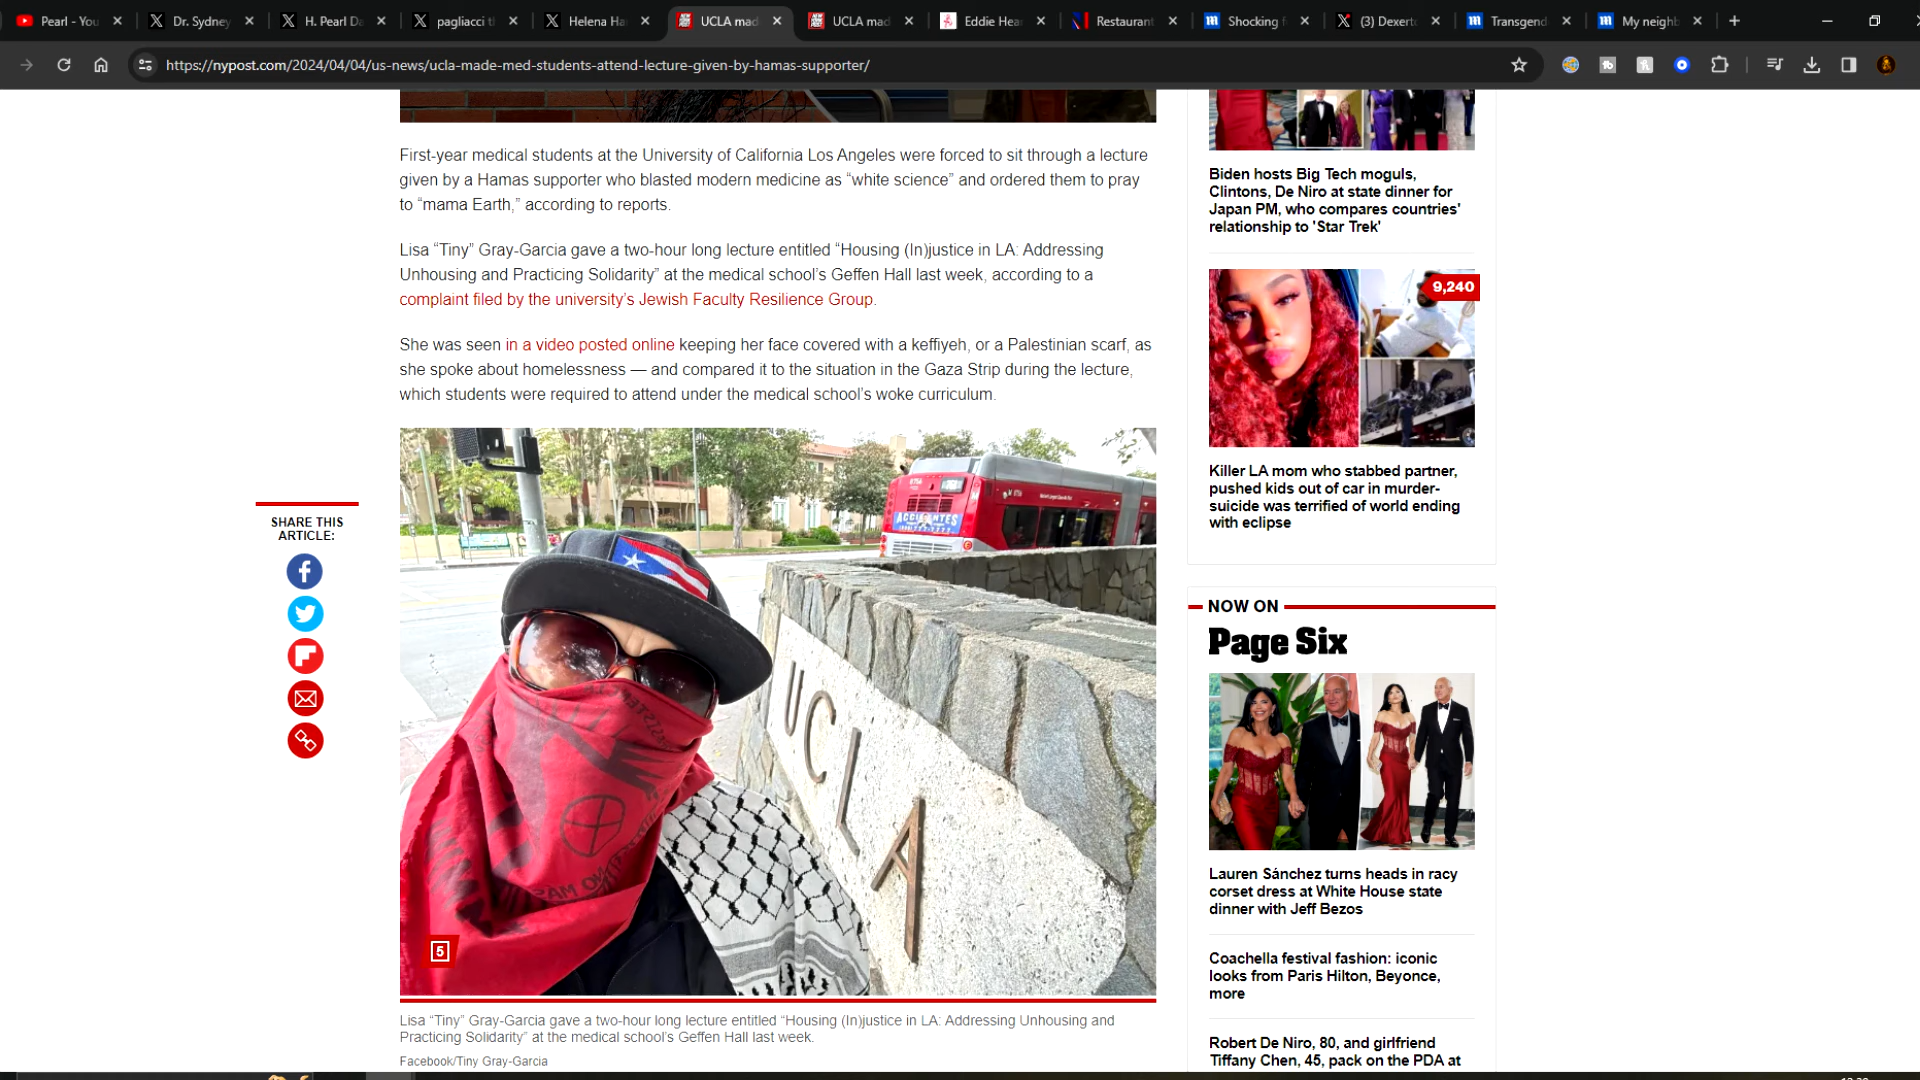 Pearl - You
Dr. Sydney
H. Pearl Da
pagliacci t
Helena Ha
UCLA mad
UCLA mad
Eddie Hea
Restaurant
Shocking f
(3) Dexert
Transgend
My neighb
https://nypost.com/2024/04/04/us-news/ucla-made-med-students-attend-lecture-given-by-hamas-supporter/
First-year medical students at the University of California Los Angeles were forced to sit through a lecture
given by a Hamas supporter who blasted modern medicine as “white science” and ordered them to pray
to “mama Earth,” according to reports.
Lisa “Tiny” Gray-Garcia gave a two-hour long lecture entitled “Housing (In)justice in LA: Addressing
Unhousing and Practicing Solidarity” at the medical school’s Geffen Hall last week, according to a
complaint filed by the university’s Jewish Faculty Resilience Group.
She was seen in a video posted online keeping her face covered with a keffiyeh, or a Palestinian scarf, as
she spoke about homelessness — and compared it to the situation in the Gaza Strip during the lecture,
which students were required to attend under the medical school’s woke curriculum.
SHARE THIS
ARTICLE:
UCLA
5
Lisa “Tiny” Gray-Garcia gave a two-hour long lecture entitled “Housing (In)justice in LA: Addressing Unhousing and
Practicing Solidarity” at the medical school’s Geffen Hall last week.
Facebook/Tiny Gray-Garcia
Biden hosts Big Tech moguls,
Clintons, De Niro at state dinner for
Japan PM, who compares countries'
relationship to 'Star Trek'
9,240
Killer LA mom who stabbed partner,
pushed kids out of car in murder-
suicide was terrified of world ending
with eclipse
NOW ON
Page Six
Lauren Sánchez turns heads in racy
corset dress at White House state
dinner with Jeff Bezos
Coachella festival fashion: iconic
looks from Paris Hilton, Beyonce,
more
Robert De Niro, 80, and girlfriend
Tiffany Chen, 45, pack on the PDA at